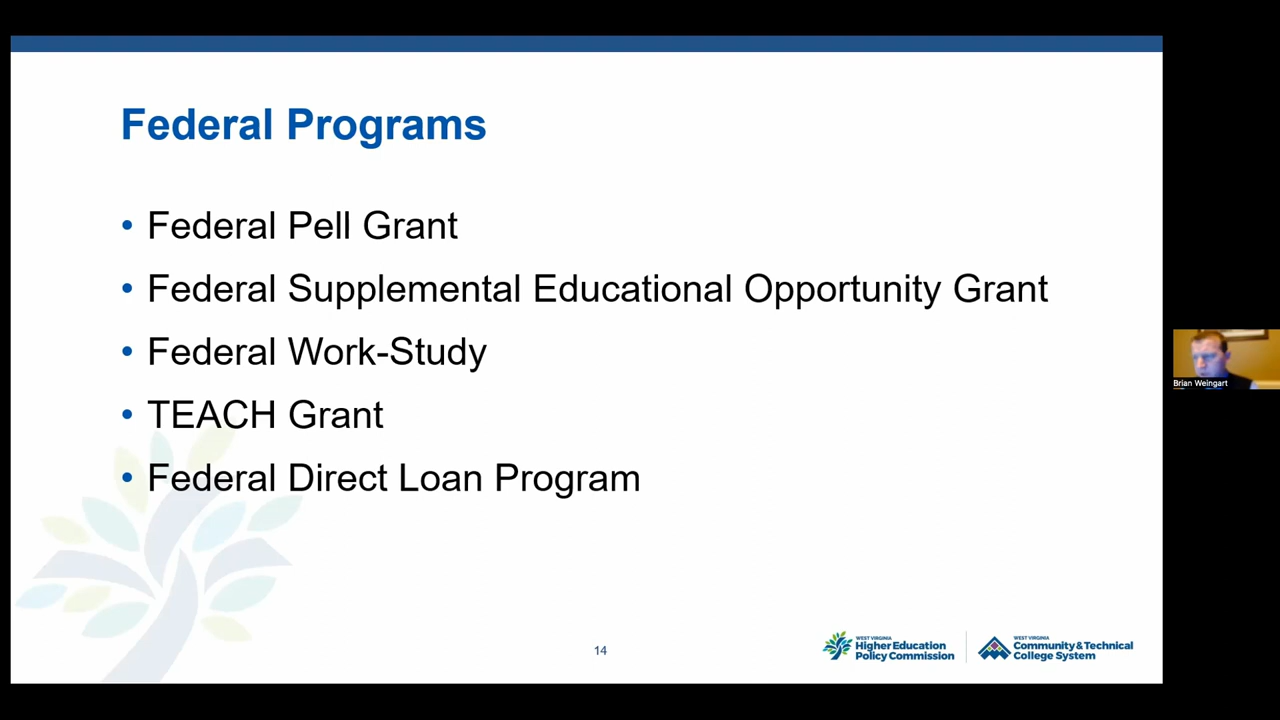 Federal Programs
• Federal Pell Grant
• Federal Supplemental Educational Opportunity Grant
• Federal Work-Study
• TEACH Grant
• Federal Direct Loan Program
Brian Weingart
14
WEST VIRGINIA
Higher Education
Policy Commission
WEST VIRGINIA
Community & Technical
College System